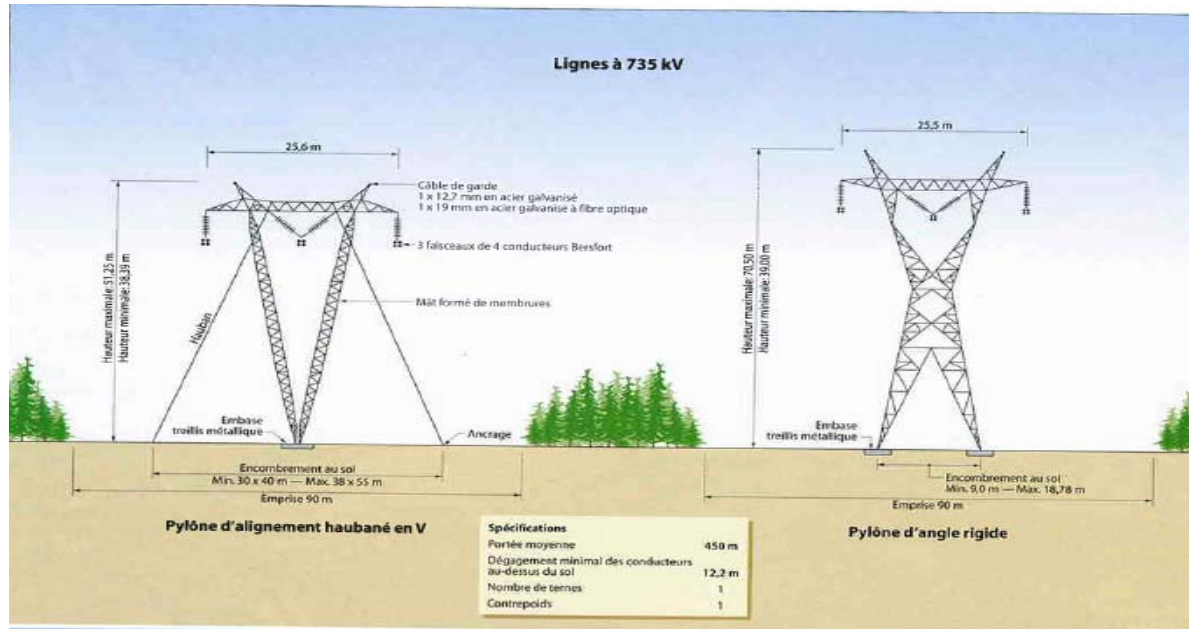 Lignes à 735 kV
25,6 m
Câble de garde
1 x 12,7 mm en acier galvanisé
1 x 19 mm en acier galvanisé à fibre optique
3 faisceaux de 4 conducteurs Bersfort
Hauteur maximale: 51,25 m
Hauteur minimale: 38,39 m
Hauban
Mât formé de membrures
Embase
treillis métallique
Ancrage
Encombrement au sol
Min. 30 x 40 m — Max. 38 x 55 m
Emprise 90 m
Pylône d'alignement haubané en V
25,5 m
Hauteur maximale: 70,50 m
Hauteur minimale: 39,00 m
Embase
treillis métallique
Encombrement au sol
Min. 9,0 m — Max. 18,78 m
Emprise 90 m
Pylône d'angle rigide
Spécifications
Portée moyenne 450 m
Dégagement minimal des conducteurs
au-dessus du sol 12,2 m
Nombre de ternes 1
Contrepoids 1